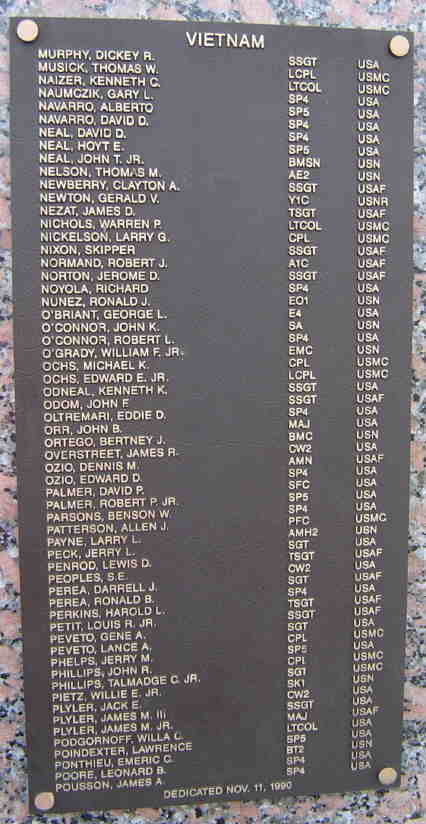 VIETNAM
MURPHY, DICKEY R. SSGT USA
MUSICK, THOMAS W. LCPL USMC
NAIZER, KENNETH C. LTCOL USMC
NAUMCZIK, GARY L. SP4 USA
NAVARRO, ALBERTO SP5 USA
NAVARRO, DAVID D. SP4 USA
NEAL, DAVID D. SP4 USA
NEAL, HOYT E. SP5 USA
NEAL, JOHN T. JR. BMSN USN
NELSON, THOMAS M. AE2 USN
NEWBERRY, CLAYTON A. SSGT USAF
NEWTON, GERALD V. Y1C USNR
NEZAT, JAMES D. TSGT USAF
NICHOLS, WARREN P. LTCOL USMC
NICKELSON, LARRY G. CPL USMC
NIXON, SKIPPER SSGT USAF
NORMAND, ROBERT J. A1C USAF
NORTON, JEROME D. SSGT USAF
NOYOLA, RICHARD SP4 USA
NUNEZ, RONALD J. EO1 USN
O'BRIANT, GEORGE L. E4 USA
O'CONNOR, JOHN K. SA USN
O'CONNOR, ROBERT L. SP4 USA
O'GRADY, WILLIAM F. JR. EMC USN
OCHS, MICHAEL K. CPL USMC
OCHS, EDWARD E. JR. LCPL USMC
ODNEAL, KENNETH K. SSGT USA
ODOM, JOHN F SSGT USAF
OLTREMARI, EDDIE D. SP4 USA
ORR, JOHN B. MAJ USA
ORTEGO, BERTNEY J. BMC USN
OVERSTREET, JAMES R. CW2 USA
OZIO, DENNIS M. AMN USAF
OZIO, EDWARD D. SP4 USA
PALMER, DAVID P. SFC USA
PALMER, ROBERT P. JR. SP5 USA
PARSONS, BENSON W. SP4 USA
PATTERSON, ALLEN J. PFC USMC
PAYNE, LARRY L. AMH2 USN
PECK, JERRY L. SGT USA
PENROD, LEWIS D. TSGT USAF
PEOPLES, S.E. CW2 USA
PEREA, DARRELL J. SGT USAF
PEREA, RONALD B. SP4 USA
PERKINS, HAROLD L. TSGT USAF
PETIT, LOUIS R. JR. SSGT USAF
PEVETO, GENE A. SGT USA
PEVETO, LANCE A. CPL USMC
PHELPS, JERRY M. SP5 USA
PHILLIPS, JOHN R. CPL USMC
PHILLIPS, TALMADGE C. JR. SGT USMC
PIETZ, WILLIE E. JR. SK1 USN
PLYLER, JACK E. CW2 USA
PLYLER, JAMES M. III SSGT USAF
PLYLER, JAMES M. JR. MAJ USA
PODGORNOFF, WILLA C. LTCOL USA
POINDEXTER, LAWRENCE SP5 USA
PONTHIEU, EMERIC C. BT2 USN
POORE, LEONARD B. SP4 USA
POUSSON, JAMES A. SP4 USA
DEDICATED NOV. 11, 1990